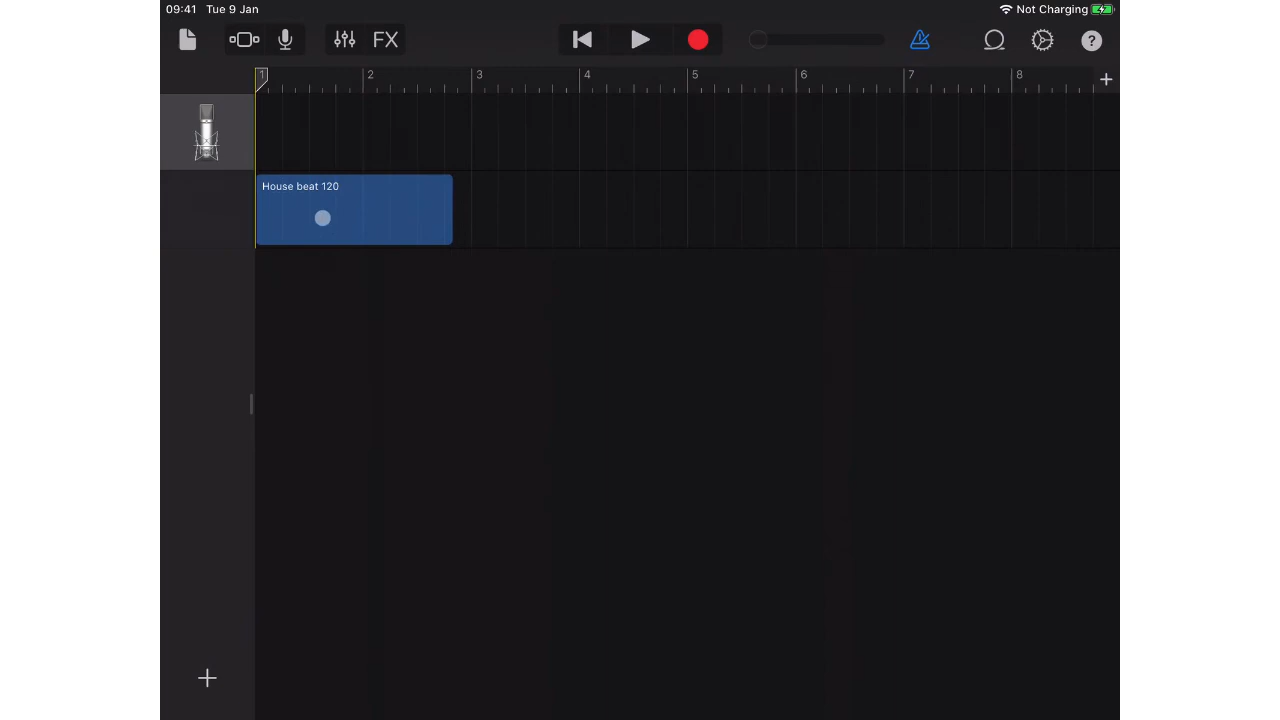 09:41 Tue 9 Jan Not Charging
FX ?
1 2 3 4 5 6 7 8 +
House beat 120
+